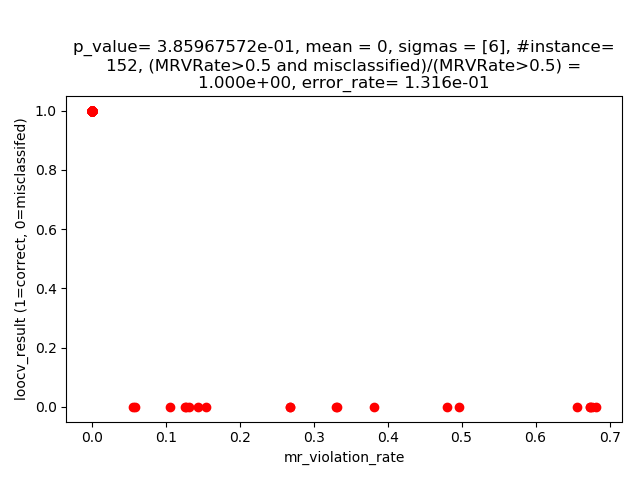 p_value= 3.85967572e-01, mean = 0, sigmas = [6], #instance=
152, (MRVRate>0.5 and misclassified)/(MRVRate>0.5) =
1.000e+00, error_rate= 1.316e-01
loocv_result (1=correct, 0=misclassifed)
1.0
0.8
0.6
0.4
0.2
0.0
0.0 0.1 0.2 0.3 0.4 0.5 0.6 0.7
mr_violation_rate